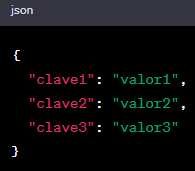 json
{
  "clave1": "valor1",
  "clave2": "valor2",
  "clave3": "valor3"
}